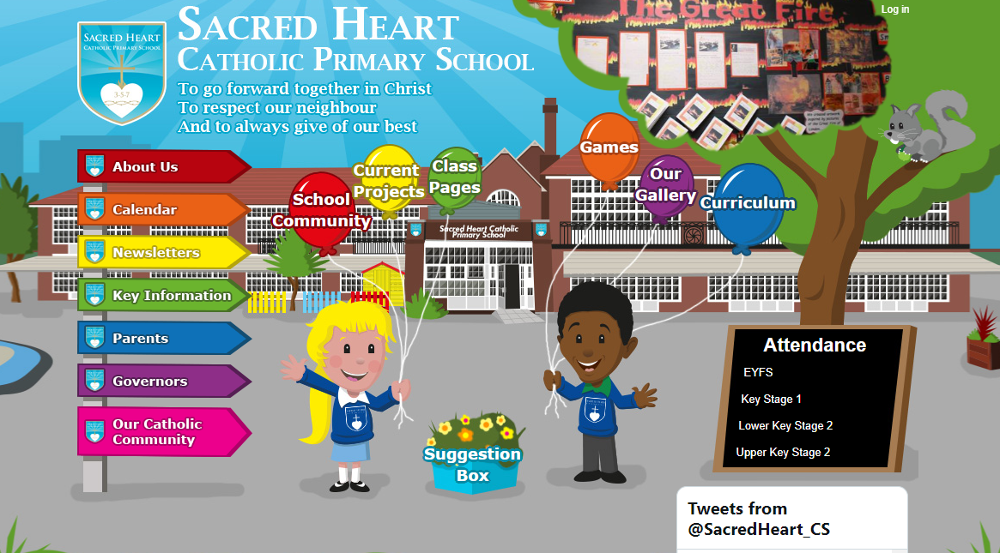 SACRED HEART
CATHOLIC PRIMARY SCHOOL
To go forward together in Christ
To respect our neighbour
And to always give of our best
SACRED HEART
CATHOLIC PRIMARY SCHOOL
3-5-7
The Great Fire
Log in
About Us
Calendar
Newsletters
Key Information
Parents
Governors
Our Catholic
Community
School
Community
Current
Projects
Class
Pages
Games
Our
Gallery
Curriculum
Sacred Heart Catholic
Primary School
Suggestion
Box
Attendance
EYFS
Key Stage 1
Lower Key Stage 2
Upper Key Stage 2
Tweets from
@SacredHeart_CS